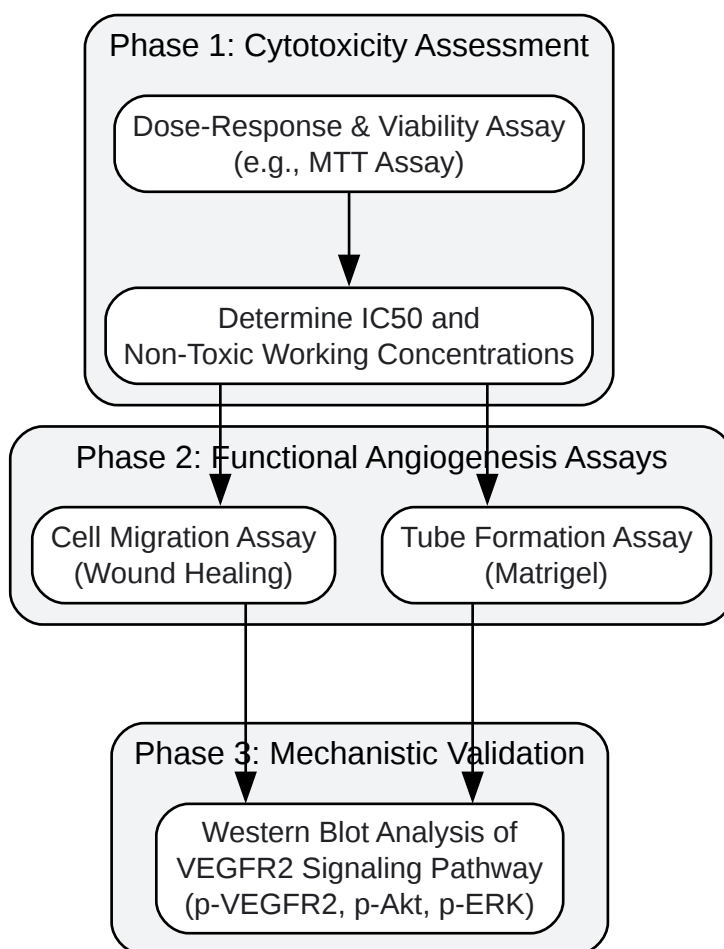 Phase 1: Cytotoxicity Assessment
Dose-Response & Viability Assay
(e.g., MTT Assay)
Determine IC50 and
Non-Toxic Working Concentrations
Phase 2: Functional Angiogenesis Assays
Cell Migration Assay
(Wound Healing)
Tube Formation Assay
(Matrigel)
Phase 3: Mechanistic Validation
Western Blot Analysis of
VEGFR2 Signaling Pathway
(p-VEGFR2, p-Akt, p-ERK)